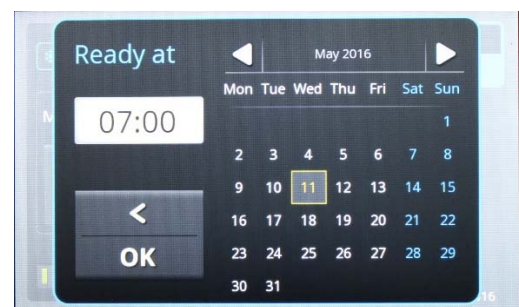 Ready at
May 2016
Mon Tue Wed Thu Fri Sat Sun
07:00
1
2 3 4 5 6 7 8
9 10 11 12 13 14 15
<
16 17 18 19 20 21 22
OK
23 24 25 26 27 28 29
30 31
16